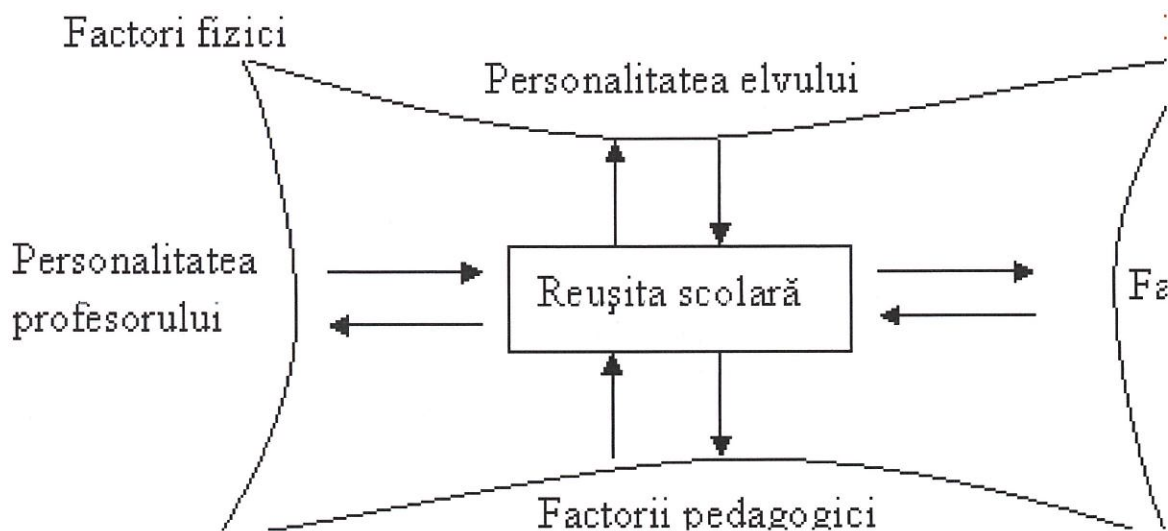 Factori fizici
Personalitatea elvului
Personalitatea
profesorului
Reuşita scolară
Factorii pedagogici